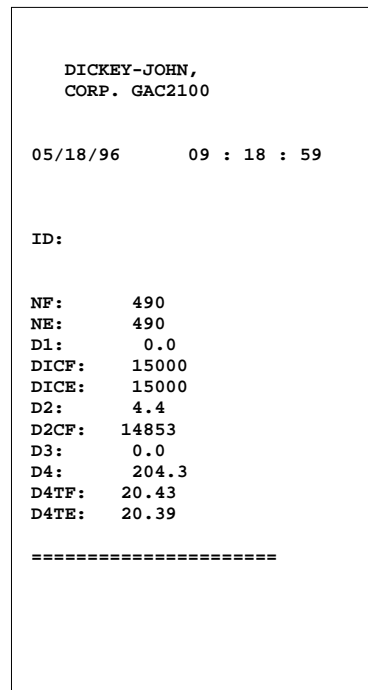 DICKEY-JOHN,
CORP. GAC2100
05/18/96 09 : 18 : 59
ID:
NF: 490
NE: 490
D1: 0.0
DICF: 15000
DICE: 15000
D2: 4.4
D2CF: 14853
D3: 0.0
D4: 204.3
D4TF: 20.43
D4TE: 20.39
======================